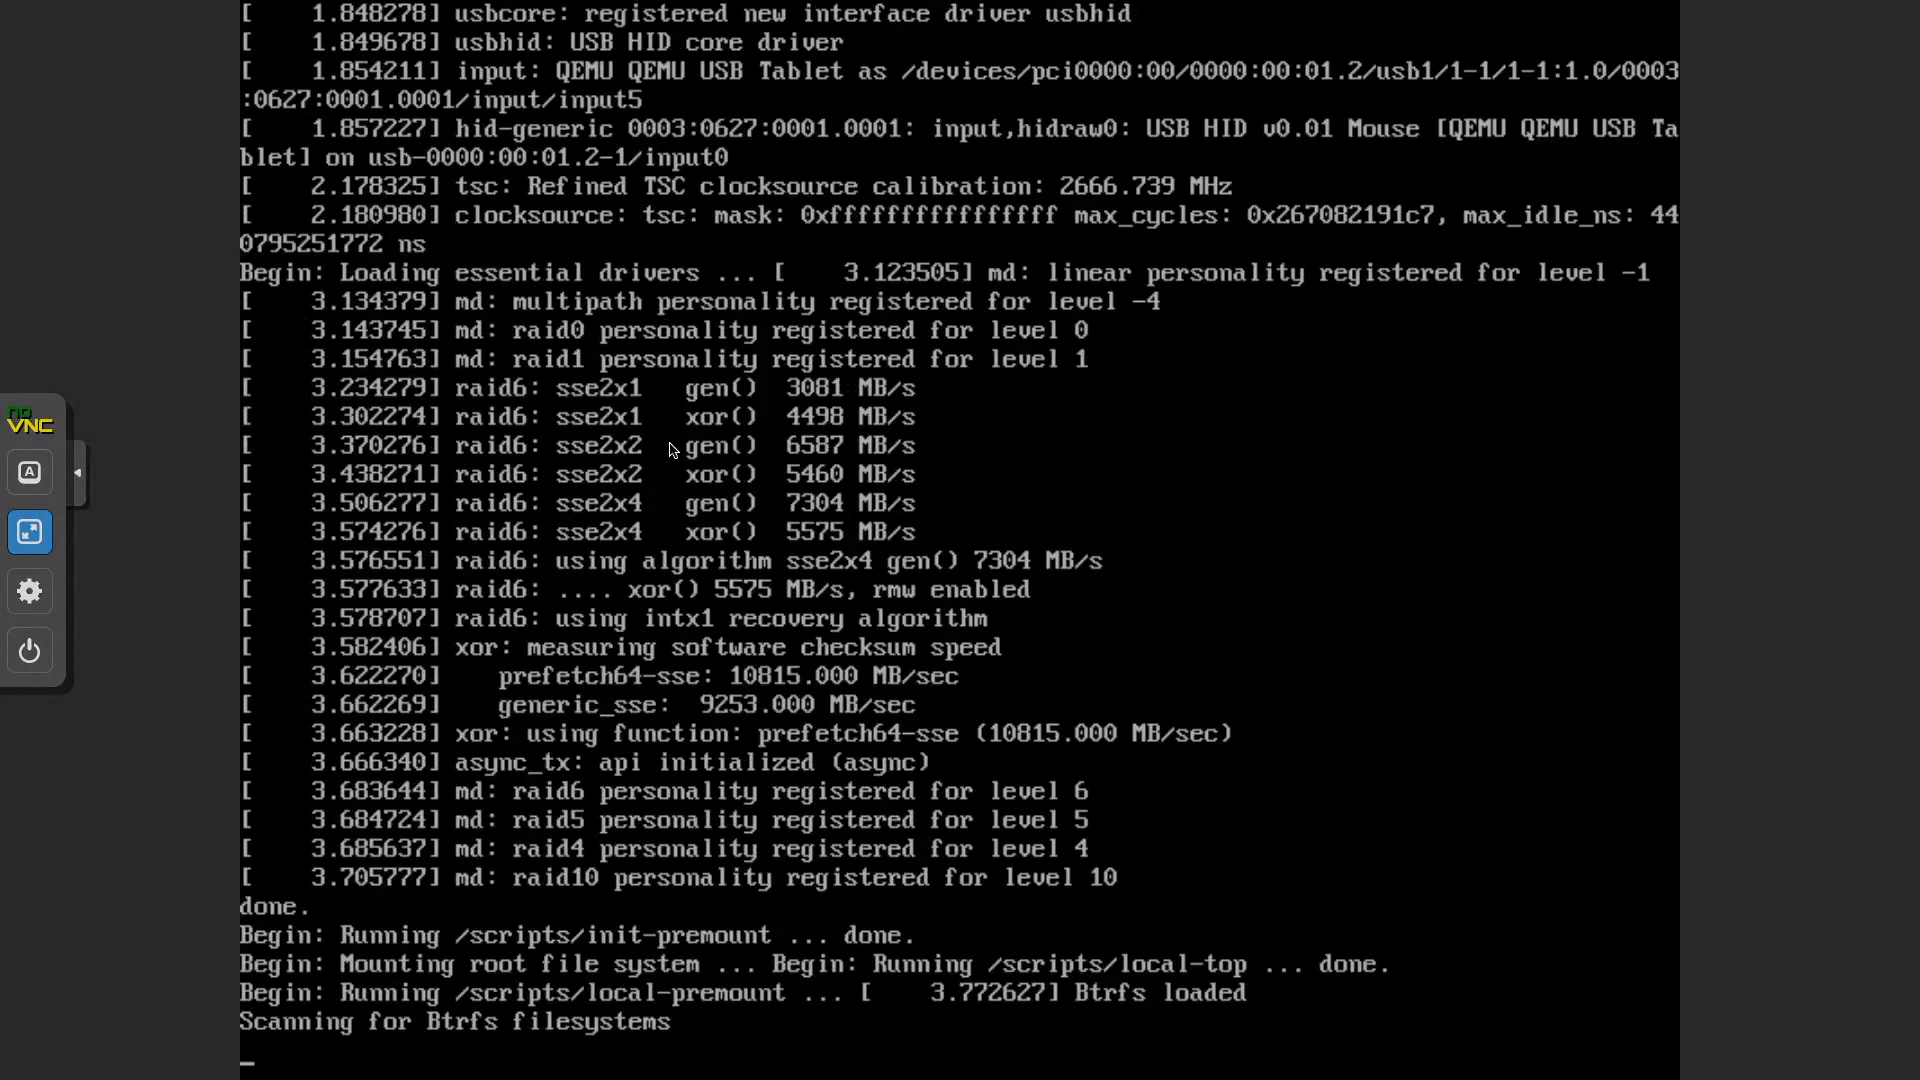 [    1.848278] usbcore: registered new interface driver usbhid
[    1.849678] usbhid: USB HID core driver
[    1.854211] input: QEMU QEMU USB Tablet as /devices/pci0000:00/0000:00:01.2/usb1/1-1/1-1:1.0/0003
:0627:0001.0001/input/input5
[    1.857227] hid-generic 0003:0627:0001.0001: input,hidraw0: USB HID v0.01 Mouse [QEMU QEMU USB Ta
blet] on usb-0000:00:01.2-1/input0
[    2.178325] tsc: Refined TSC clocksource calibration: 2666.739 MHz
[    2.180980] clocksource: tsc: mask: 0xffffffffffffffff max_cycles: 0x267082191c7, max_idle_ns: 44
0795251772 ns
Begin: Loading essential drivers ... [    3.123505] md: linear personality registered for level -1
[    3.134379] md: multipath personality registered for level -4
[    3.143745] md: raid0 personality registered for level 0
[    3.154763] md: raid1 personality registered for level 1
[    3.234279] raid6: sse2x1   gen()  3081 MB/s
[    3.302274] raid6: sse2x1   xor()  4498 MB/s
[    3.370276] raid6: sse2x2   gen()  6587 MB/s
[    3.438271] raid6: sse2x2   xor()  5460 MB/s
[    3.506277] raid6: sse2x4   gen()  7304 MB/s
[    3.574276] raid6: sse2x4   xor()  5575 MB/s
[    3.576551] raid6: using algorithm sse2x4 gen() 7304 MB/s
[    3.577633] raid6: .... xor() 5575 MB/s, rmw enabled
[    3.578707] raid6: using intx1 recovery algorithm
[    3.582406] xor: measuring software checksum speed
[    3.622270]    prefetch64-sse: 10815.000 MB/sec
[    3.662269]    generic_sse:  9253.000 MB/sec
[    3.663228] xor: using function: prefetch64-sse (10815.000 MB/sec)
[    3.666340] async_tx: api initialized (async)
[    3.683644] md: raid6 personality registered for level 6
[    3.684724] md: raid5 personality registered for level 5
[    3.685637] md: raid4 personality registered for level 4
[    3.705777] md: raid10 personality registered for level 10
done.
Begin: Running /scripts/init-premount ... done.
Begin: Mounting root file system ... Begin: Running /scripts/local-top ... done.
Begin: Running /scripts/local-premount ... [    3.772627] Btrfs loaded
Scanning for Btrfs filesystems
_
no
VNC
A